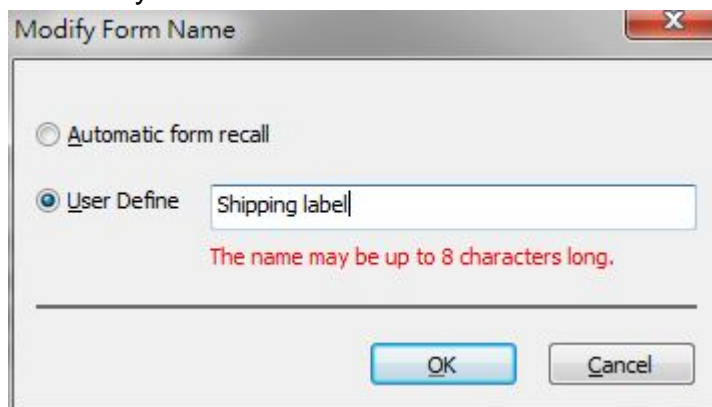 Modify Form Name
Automatic form recall
User Define Shipping label
The name may be up to 8 characters long.
OK Cancel